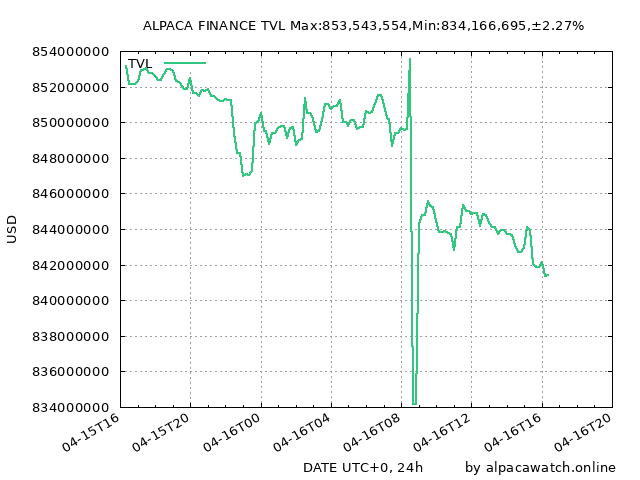 ALPACA FINANCE TVL Max:853,543,554,Min:834,166,695,±2.27%
TVL
854000000
852000000
850000000
848000000
846000000
844000000
842000000
840000000
838000000
836000000
834000000
USD
04-15T16
04-15T20
04-16T00
04-16T04
04-16T08
04-16T12
04-16T16
04-16T20
DATE UTC+0, 24h
by alpacawatch.online